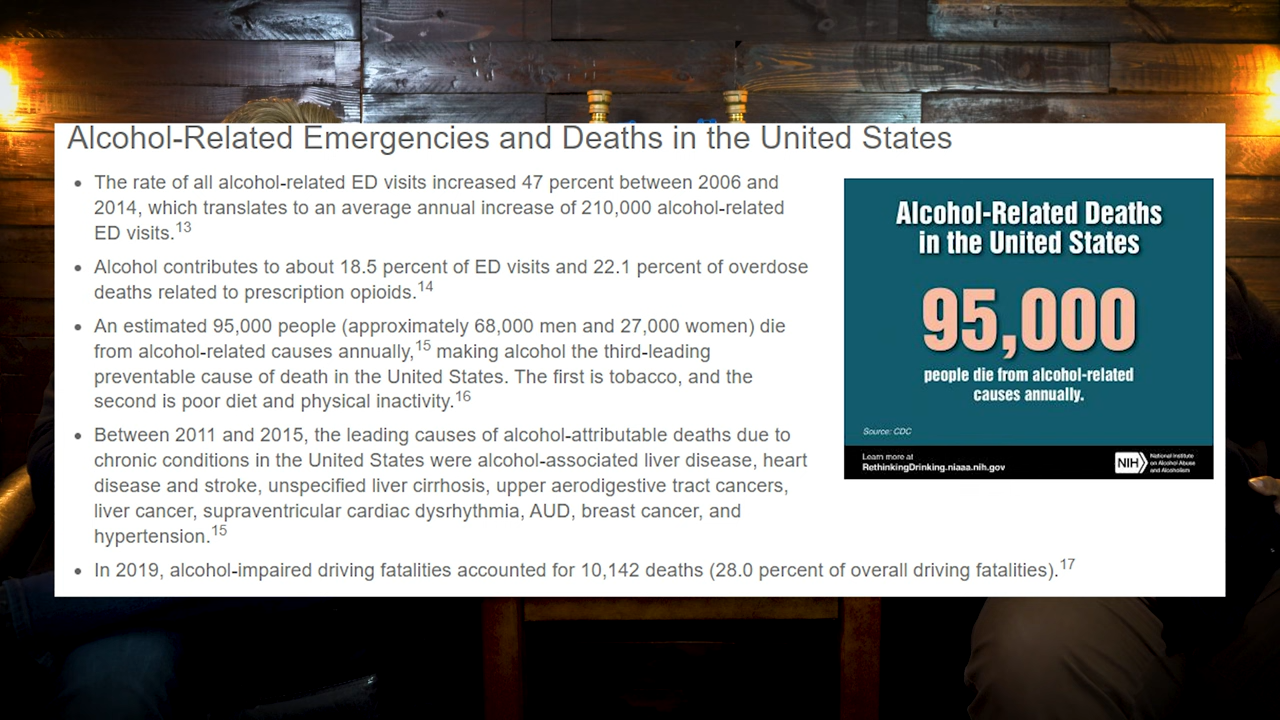 Alcohol-Related Emergencies and Deaths in the United States
• The rate of all alcohol-related ED visits increased 47 percent between 2006 and
2014, which translates to an average annual increase of 210,000 alcohol-related
ED visits.13
• Alcohol contributes to about 18.5 percent of ED visits and 22.1 percent of overdose
deaths related to prescription opioids.14
• An estimated 95,000 people (approximately 68,000 men and 27,000 women) die
from alcohol-related causes annually,15 making alcohol the third-leading
preventable cause of death in the United States. The first is tobacco, and the
second is poor diet and physical inactivity.16
• Between 2011 and 2015, the leading causes of alcohol-attributable deaths due to
chronic conditions in the United States were alcohol-associated liver disease, heart
disease and stroke, unspecified liver cirrhosis, upper aerodigestive tract cancers,
liver cancer, supraventricular cardiac dysrhythmia, AUD, breast cancer, and
hypertension.15
• In 2019, alcohol-impaired driving fatalities accounted for 10,142 deaths (28.0 percent of overall driving fatalities).17
Alcohol-Related Deaths
in the United States
95,000
people die from alcohol-related
causes annually.
Source: CDC
Learn more at
RethinkingDrinking.niaaa.nih.gov
NIH
National Institute
on Alcohol Abuse
and Alcoholism